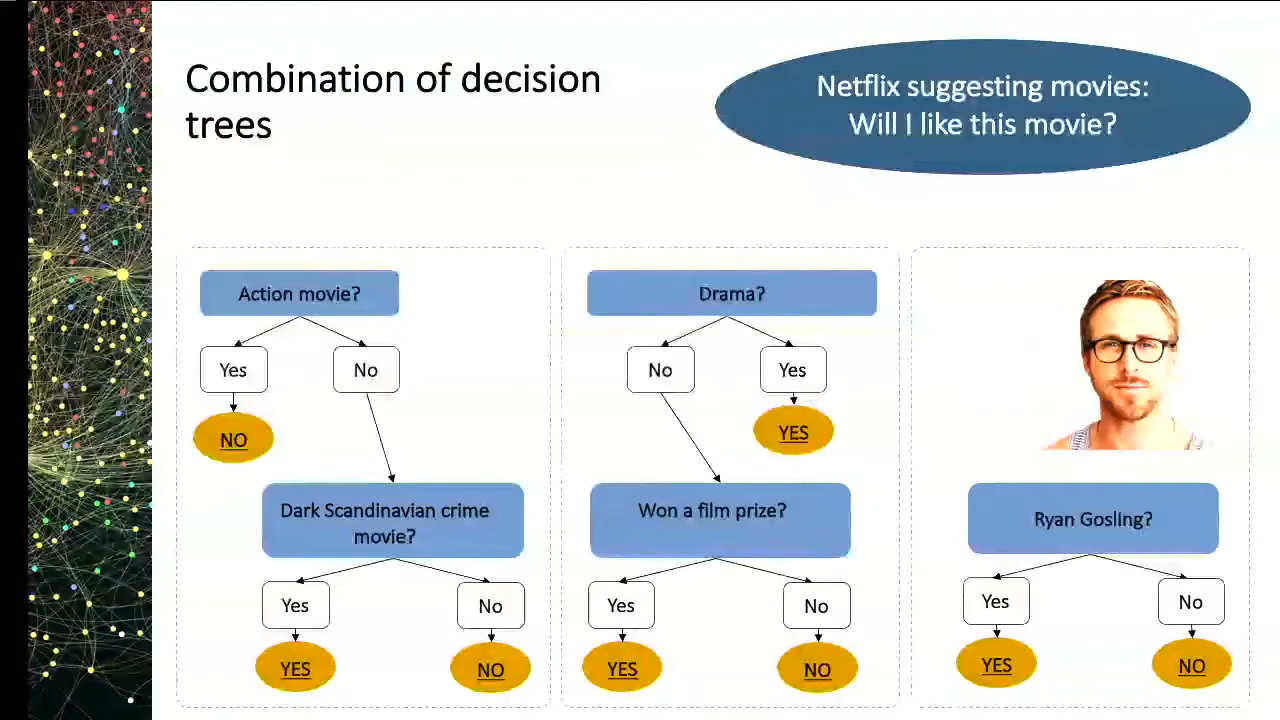 Combination of decision
trees
Netflix suggesting movies:
Will I like this movie?
Action movie?
Yes
No
NO
Dark Scandinavian crime
movie?
Yes
No
YES
NO
Drama?
No
Yes
YES
Won a film prize?
Yes
No
YES
NO
Ryan Gosling?
Yes
No
YES
NO